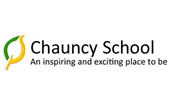 Chauncy School
An inspiring and exciting place to be